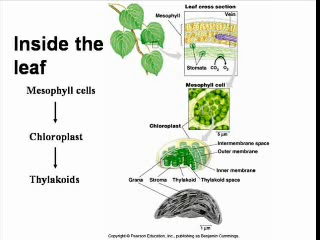 Inside the
leaf
Mesophyll cells
Chloroplast
Thylakoids
Leaf cross section
Vein
Mesophyll
Stomata CO2 O2
Mesophyll cell
Chloroplast
5 µm
Intermembrane space
Outer membrane
Inner membrane
Grana Stroma Thylakoid Thylakoid space
1 µm
Copyright © Pearson Education, Inc., publishing as Benjamin Cummings.